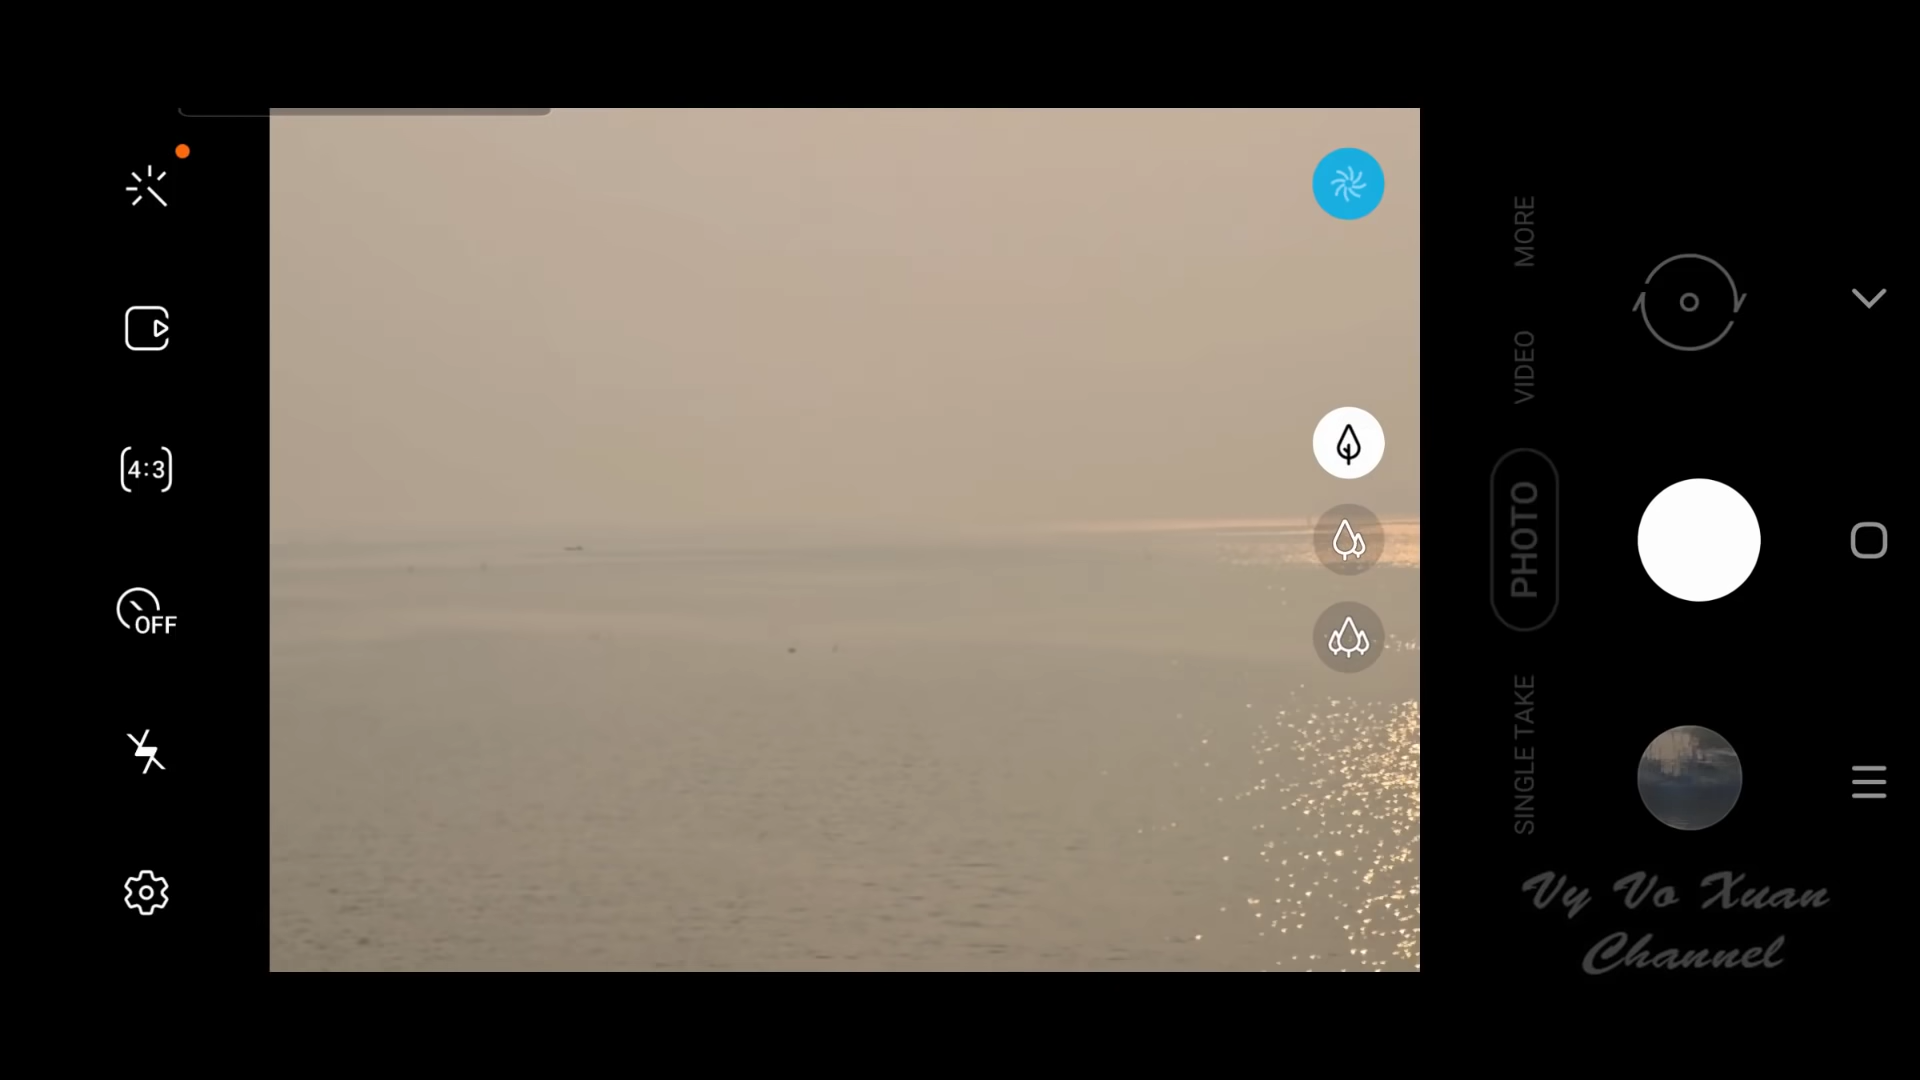 4:3
OFF
MORE
VIDEO
PHOTO
SINGLE TAKE
Vy Vo Xuan
Channel